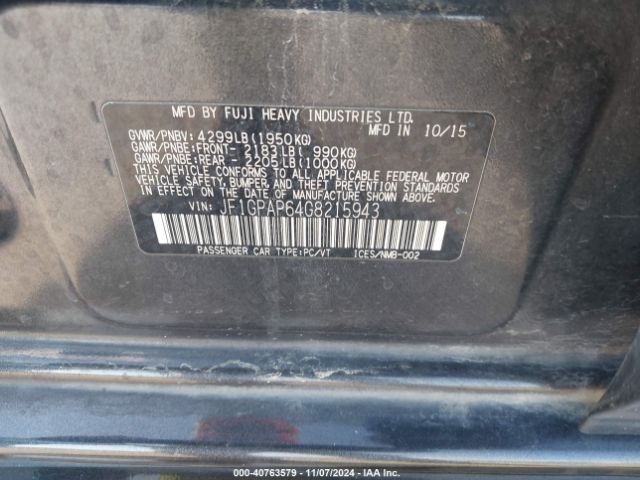 MFD BY FUJI HEAVY INDUSTRIES LTD.
MFD IN 10/15
GVWR/PNBV: 4299LB(1950KG)
GAWR/PNBE:FRONT- 2183LB( 990KG)
GAWR/PNBE:REAR - 2205LB(1000KG)
THIS VEHICLE CONFORMS TO ALL APPLICABLE FEDERAL MOTOR
VEHICLE SAFETY, BUMPER, AND THEFT PREVENTION STANDARDS
IN EFFECT ON THE DATE OF MANUFACTURE SHOWN ABOVE.
VIN: JF1GPAP64G8215943
PASSENGER CAR TYPE:PC/VT ICES/NMB-002
000-40763579 - 11/07/2024 - IAA Inc.